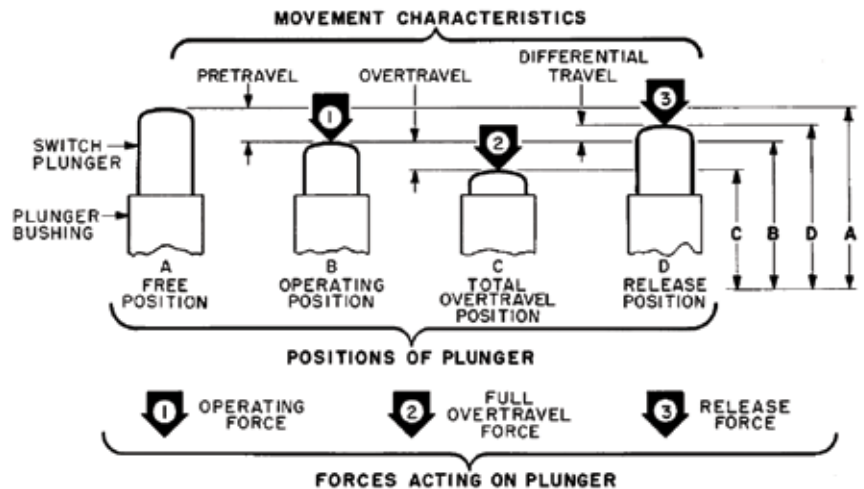 MOVEMENT CHARACTERISTICS
PRETRAVEL
OVERTRAVEL
DIFFERENTIAL
TRAVEL
1
2
3
SWITCH
PLUNGER
PLUNGER
BUSHING
C
B
D
A
A
FREE
POSITION
B
OPERATING
POSITION
C
TOTAL
OVERTRAVEL
POSITION
D
RELEASE
POSITION
POSITIONS OF PLUNGER
1 OPERATING
FORCE
2 FULL
OVERTRAVEL
FORCE
3 RELEASE
FORCE
FORCES ACTING ON PLUNGER